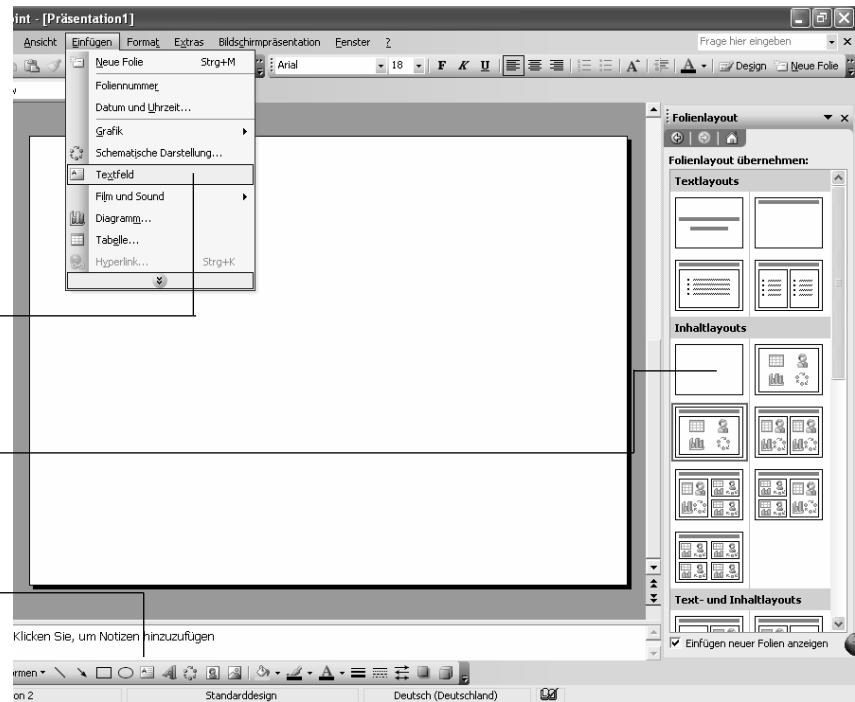 int - [Präsentation1]
Ansicht Einfügen Format Extras Bildschirmpräsentation Fenster ? Frage hier eingeben
Arial 18 F K U A A Design Neue Folie
Neue Folie Strg+M
Foliennummer
Datum und Uhrzeit...
Grafik
Schematische Darstellung...
Textfeld
Film und Sound
Diagramm...
Tabelle...
Hyperlink... Strg+K
Folienlayout
Folienlayout übernehmen:
Textlayouts
Inhaltlayouts
Text- und Inhaltlayouts
Einfügen neuer Folien anzeigen
Klicken Sie, um Notizen hinzuzufügen
rmen A A
on 2 Standarddesign Deutsch (Deutschland)